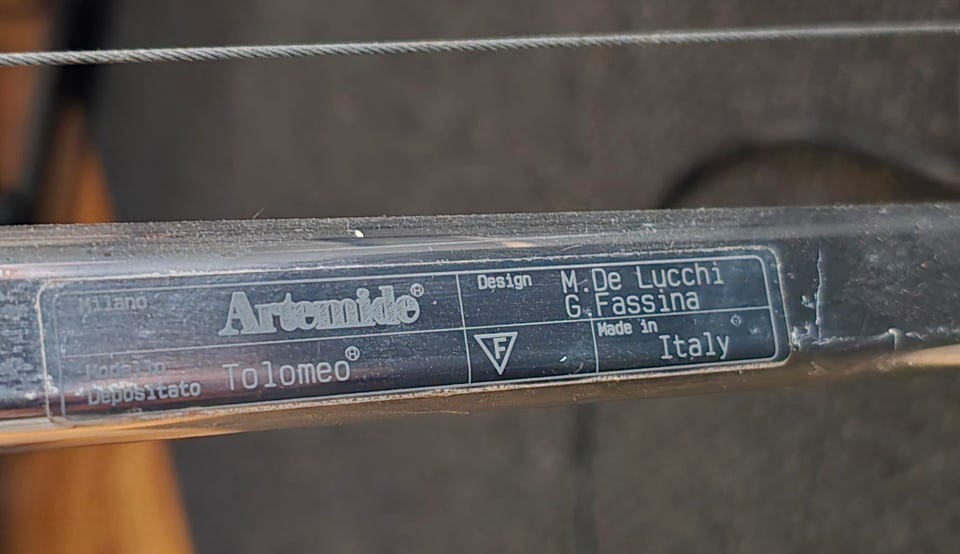 Milano
Artemide®
Modello
Depositato
Tolomeo®
Design
M.De Lucchi
G.Fassina
F
Made in
Italy